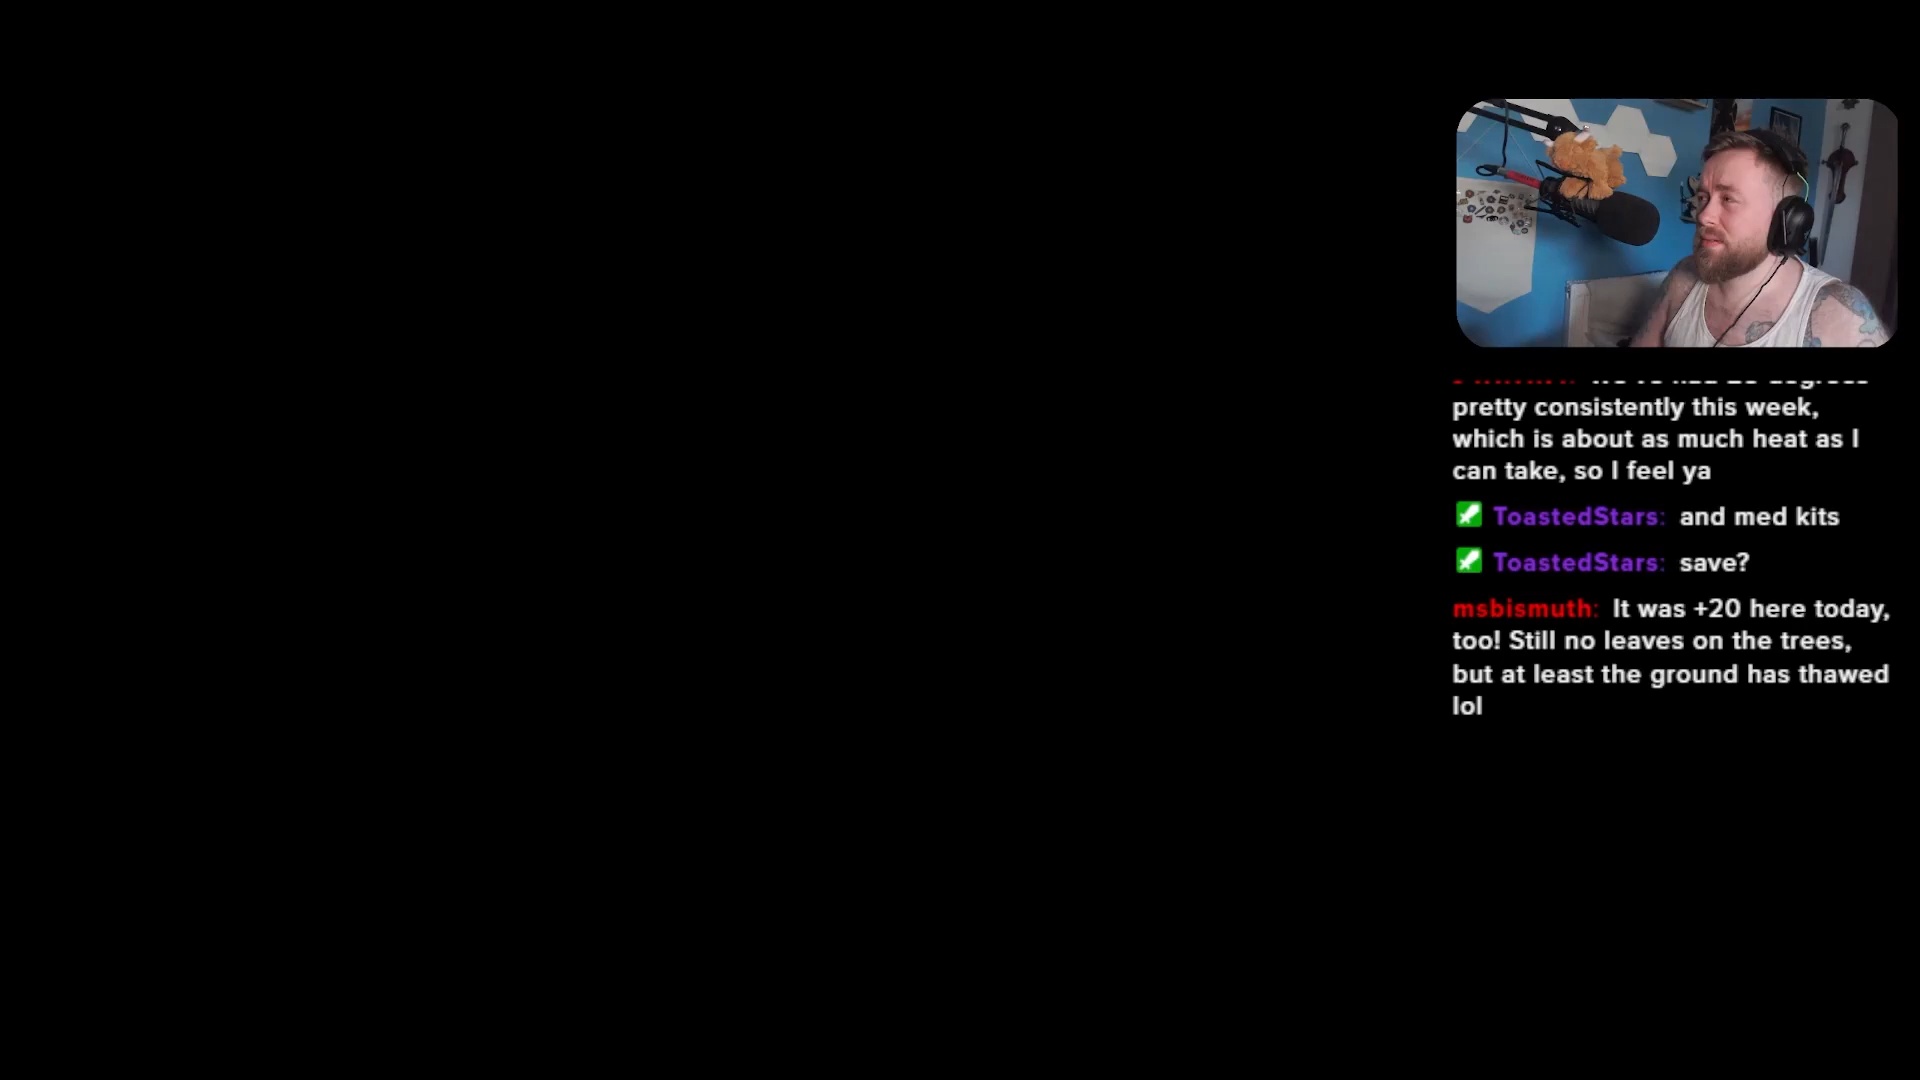 pretty consistently this week,
which is about as much heat as I
can take, so I feel ya
ToastedStars: and med kits
ToastedStars: save?
msbismuth: It was +20 here today,
too! Still no leaves on the trees,
but at least the ground has thawed
lol